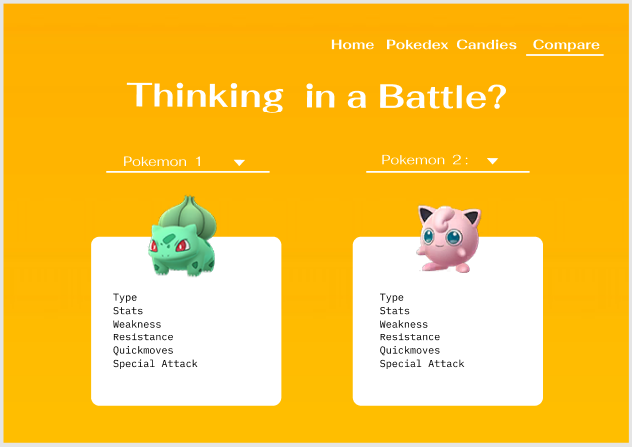 Home Pokedex Candies Compare
Thinking in a Battle?
Pokemon 1
Pokemon 2:
Type
Stats
Weakness
Resistance
Quickmoves
Special Attack
Type
Stats
Weakness
Resistance
Quickmoves
Special Attack